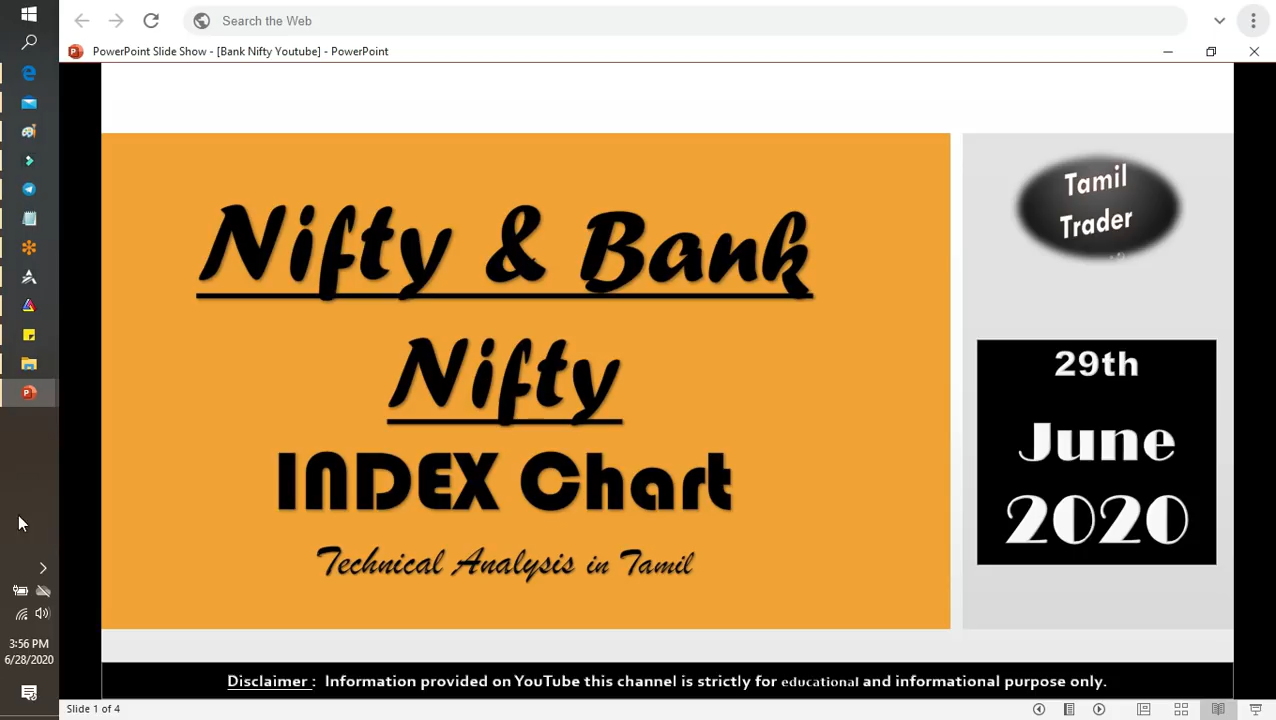 Search the Web
PowerPoint Slide Show - [Bank Nifty Youtube] - PowerPoint
Nifty & Bank
Nifty
INDEX Chart
Technical Analysis in Tamil
Tamil
Trader
29th
June
2020
Disclaimer : Information provided on YouTube this channel is strictly for educational and informational purpose only.
3:56 PM
6/28/2020
Slide 1 of 4